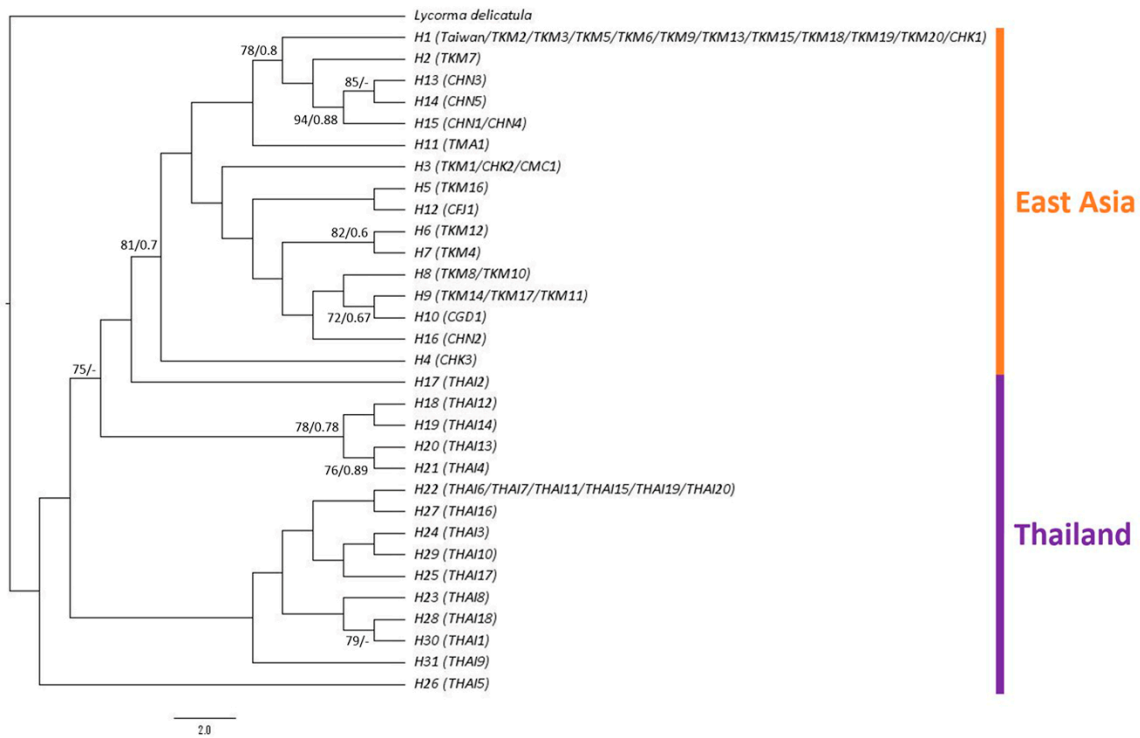 Lycorma delicatula
H1 (Taiwan/TKM2/TKM3/TKM5/TKM6/TKM9/TKM13/TKM15/TKM18/TKM19/TKM20/CHK1)
78/0.8
H2 (TKM7)
H13 (CHN3)
85/-
H14 (CHN5)
94/0.88
H15 (CHN1/CHN4)
H11 (TMA1)
H3 (TKM1/CHK2/CMC1)
H5 (TKM16)
H12 (CFJ1)
East Asia
82/0.6
H6 (TKM12)
81/0.7
H7 (TKM4)
H8 (TKM8/TKM10)
H9 (TKM14/TKM17/TKM11)
72/0.67
H10 (CGD1)
H16 (CHN2)
H4 (CHK3)
75/-
H17 (THAI2)
H18 (THAI12)
78/0.78
H19 (THAI14)
H20 (THAI13)
76/0.89
H21 (THAI4)
H22 (THAI6/THAI7/THAI11/THAI15/THAI19/THAI20)
H27 (THAI16)
H24 (THAI3)
Thailand
H29 (THAI10)
H25 (THAI17)
H23 (THAI8)
H28 (THAI18)
79/-
H30 (THAI1)
H31 (THAI9)
H26 (THAI5)
2.0